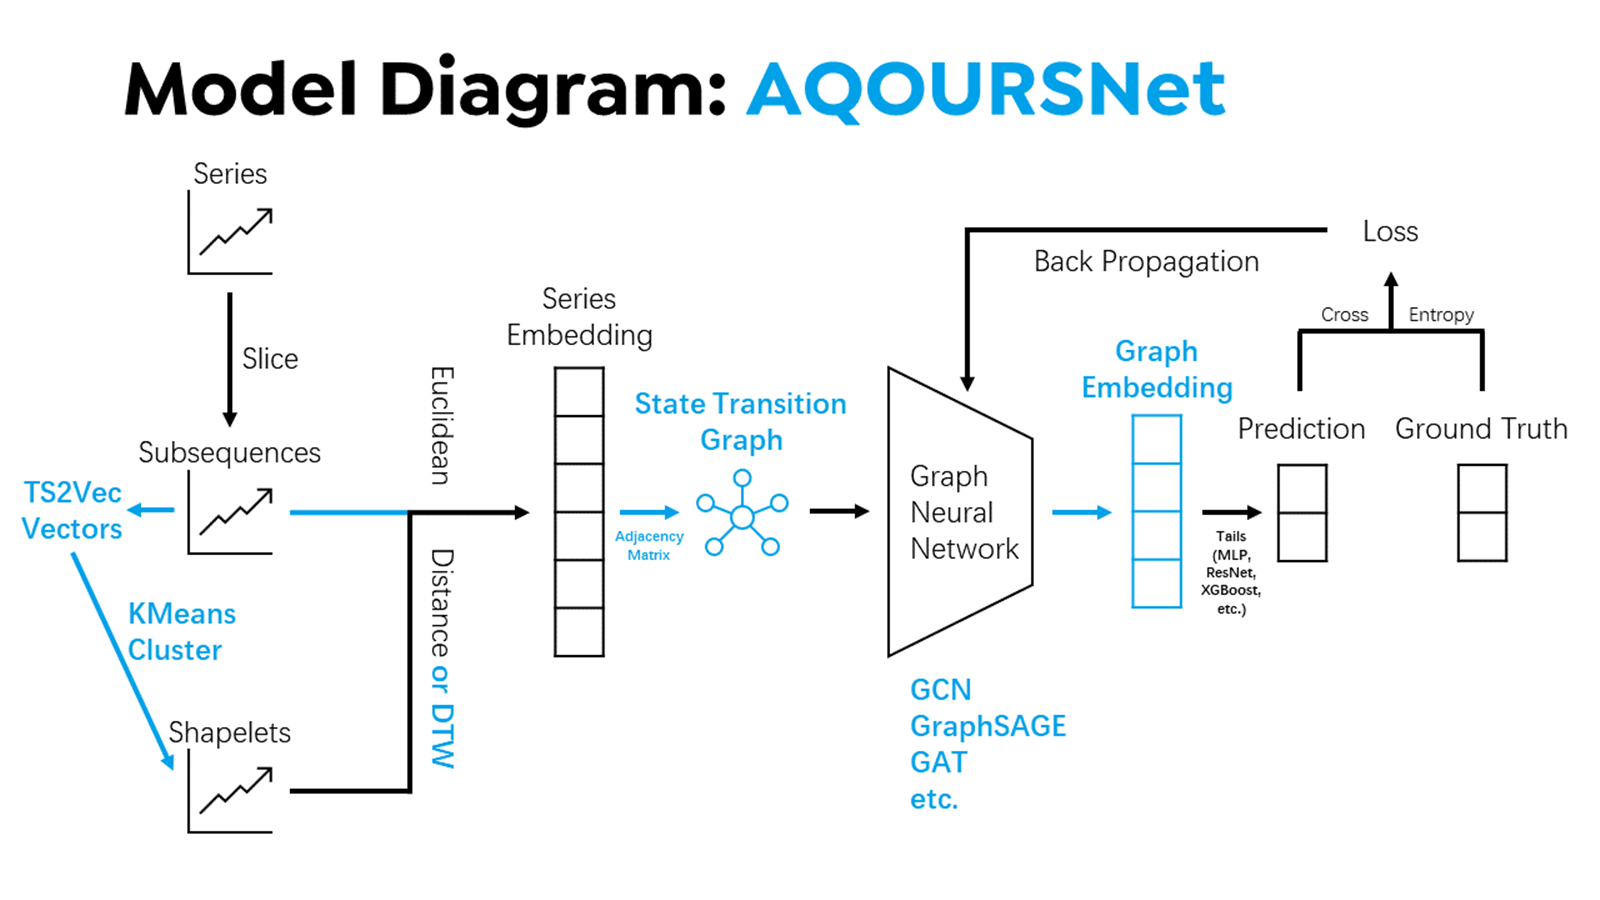 Model Diagram: AQOURSNet
Series
Slice
Subsequences
TS2Vec
Vectors
KMeans
Cluster
Shapelets
Euclidean
Distance or DTW
Series
Embedding
State Transition
Graph
Adjacency
Matrix
Graph
Neural
Network
GCN
GraphSAGE
GAT
etc.
Back Propagation
Loss
Cross Entropy
Graph
Embedding
Tails
(MLP,
ResNet,
XGBoost,
etc.)
Prediction
Ground Truth